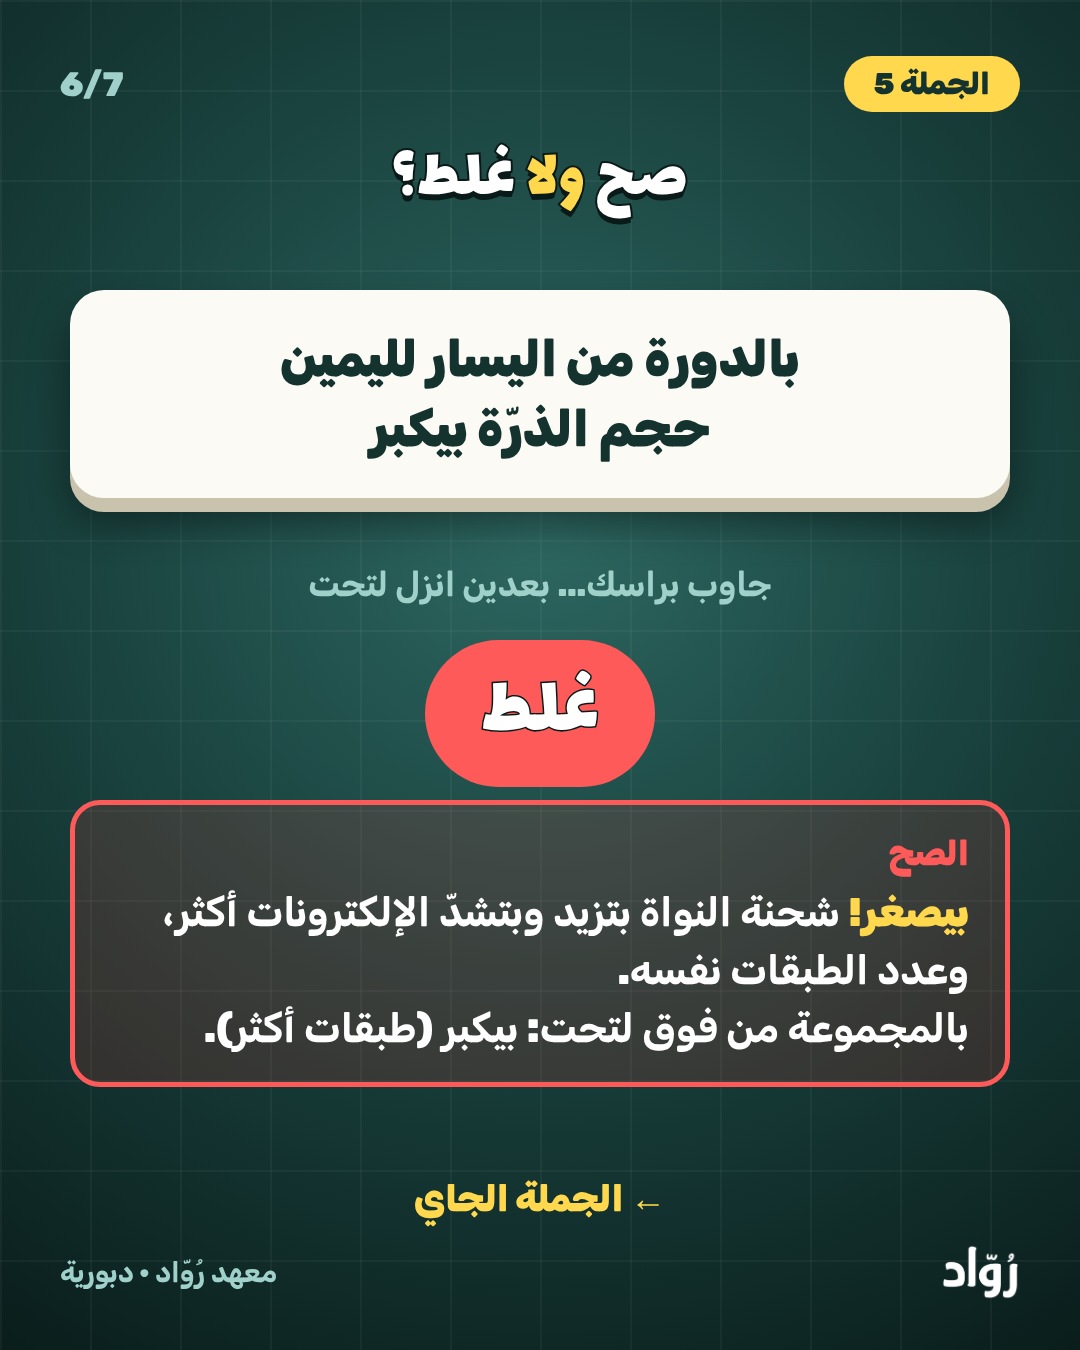 الجملة 5
6/7
صح ولا غلط؟
بالدورة من اليسار لليمين
حجم الذرّة بيكبر
جاوب براسك... بعدين انزل لتحت
غلط
الصح
بيصغر! شحنة النواة بتزيد وبتشدّ الإلكترونات أكثر،
وعدد الطبقات نفسه.
بالمجموعة من فوق لتحت: بيكبر (طبقات أكثر).
← الجملة الجاي
رُوّاد
معهد رُوّاد • دبورية